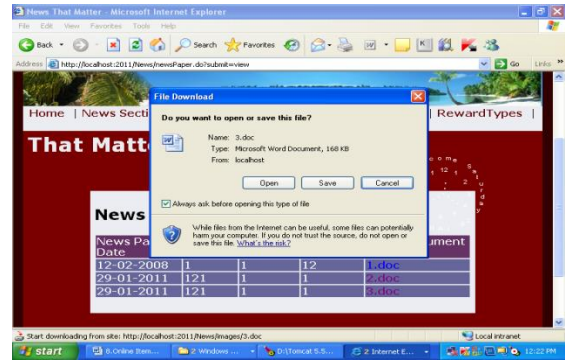 News That Matter - Microsoft Internet Explorer
File Edit View Favorites Tools Help
Back Search Favorites
Address http://localhost:2011/News/newsPaper.do?submit=view Go Links
Home | News Secti RewardTypes |
File Download
Do you want to open or save this file?
Name: 3.doc
Type: Microsoft Word Document, 168 KB
From: localhost
Open Save Cancel
Always ask before opening this type of file
While files from the Internet can be useful, some files can potentially
harm your computer. If you do not trust the source, do not open or
save this file. What's the risk?
That Matt
News
News Pa ument
Date
12-02-2008 1 1 12 1.doc
29-01-2011 121 1 1 2.doc
29-01-2011 121 1 1 3.doc
Start downloading from site: http://localhost:2011/News/Images/3.doc Local intranet
start 8.Online Item... 2 Windows ... D:\Tomcat 5.5... 2 Internet E... 12:22 PM